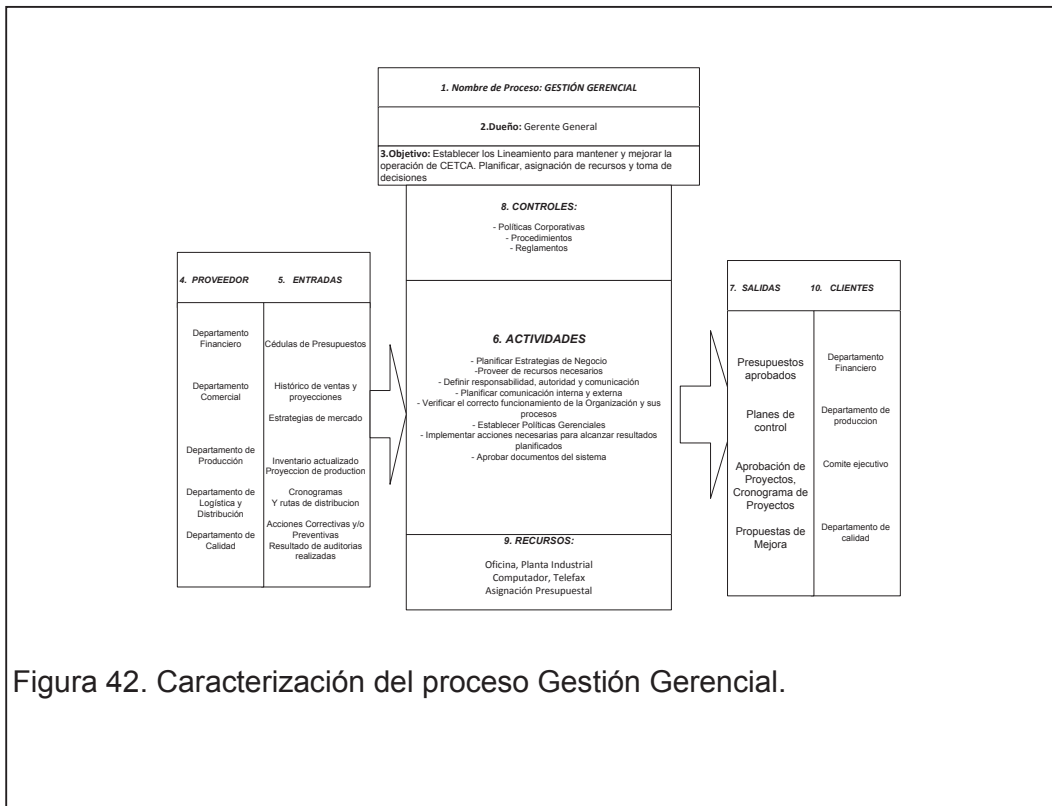 1. Nombre de Proceso: GESTIÓN GERENCIAL
2.Dueño: Gerente General
3.Objetivo: Establecer los Lineamiento para mantener y mejorar la
operación de CETCA. Planificar, asignación de recursos y toma de
decisiones
8. CONTROLES:
- Políticas Corporativas
- Procedimientos
- Reglamentos
4. PROVEEDOR
Departamento
Financiero
Departamento
Comercial
Departamento de
Producción
Departamento de
Logística y
Distribución
Departamento de
Calidad
5. ENTRADAS
Cédulas de Presupuestos
Histórico de ventas y
proyecciones
Estrategias de mercado
Inventario actualizado
Proyeccion de production
Cronogramas
Y rutas de distribucion
Acciones Correctivas y/o
Preventivas
Resultado de auditorias
realizadas
6. ACTIVIDADES
- Planificar Estrategias de Negocio
-Proveer de recursos necesarios
- Definir responsabilidad, autoridad y comunicación
- Planificar comunicación interna y externa
- Verificar el correcto funcionamiento de la Organización y sus
procesos
- Establecer Políticas Gerenciales
- Implementar acciones necesarias para alcanzar resultados
planificados
- Aprobar documentos del sistema
9. RECURSOS:
Oficina, Planta Industrial
Computador, Telefax
Asignación Presupuestal
7. SALIDAS
Presupuestos
aprobados
Planes de
control
Aprobación de
Proyectos,
Cronograma de
Proyectos
Propuestas de
Mejora
10. CLIENTES
Departamento
Financiero
Departamento de
produccion
Comite ejecutivo
Departamento de
calidad
Figura 42. Caracterización del proceso Gestión Gerencial.